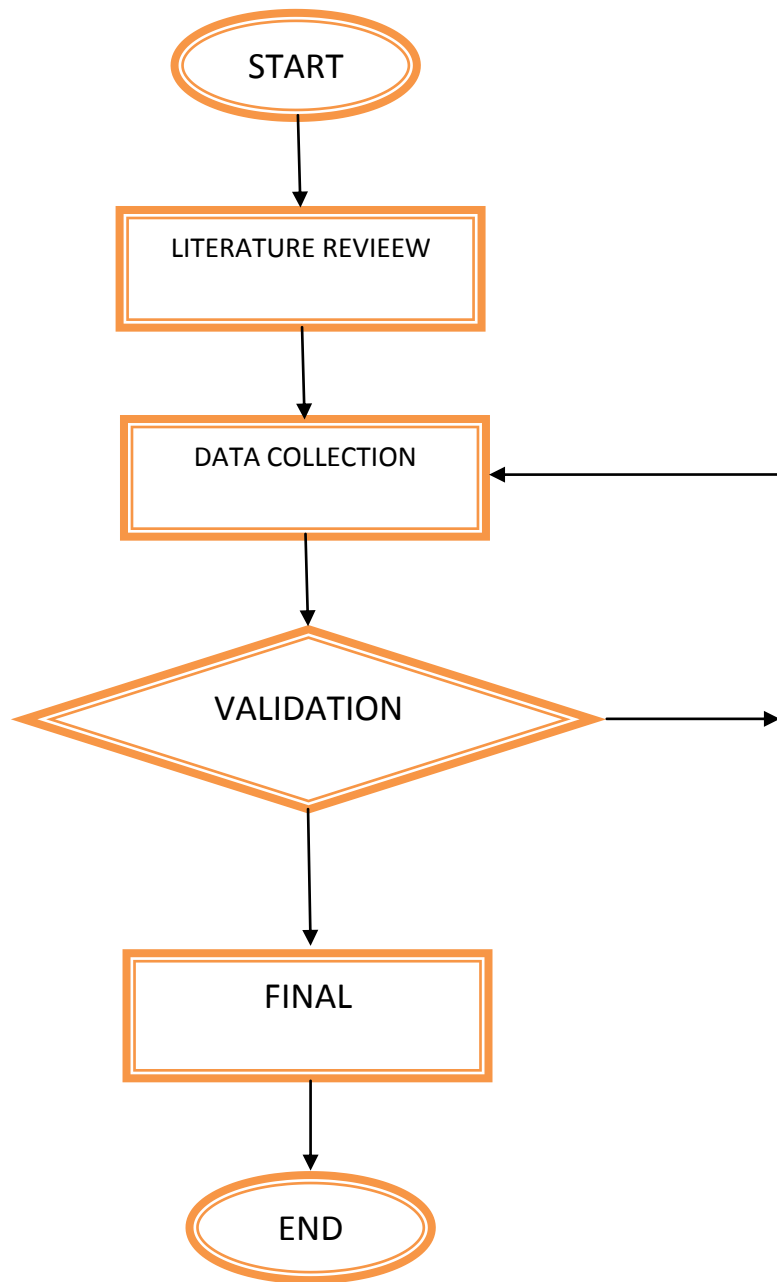 START
LITERATURE REVIEEW
DATA COLLECTION
VALIDATION
FINAL
END